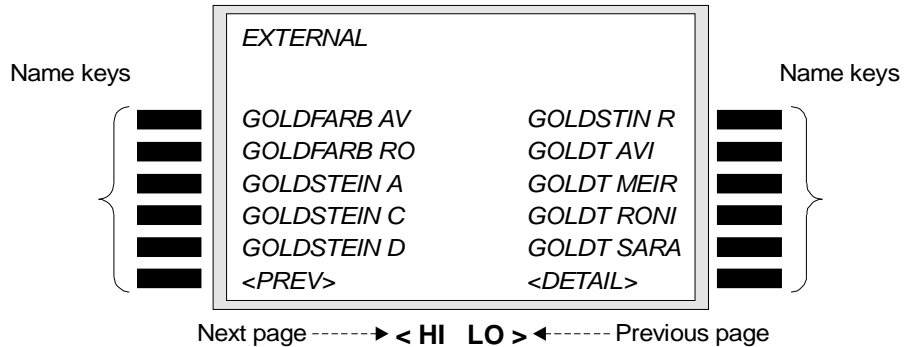 EXTERNAL
Name keys Name keys
GOLDFARB AV GOLDSTIN R
GOLDFARB RO GOLDT AVI
GOLDSTEIN A GOLDT MEIR
GOLDSTEIN C GOLDT RONI
GOLDSTEIN D GOLDT SARA
<PREV> <DETAIL>
Next page < HI LO > Previous page